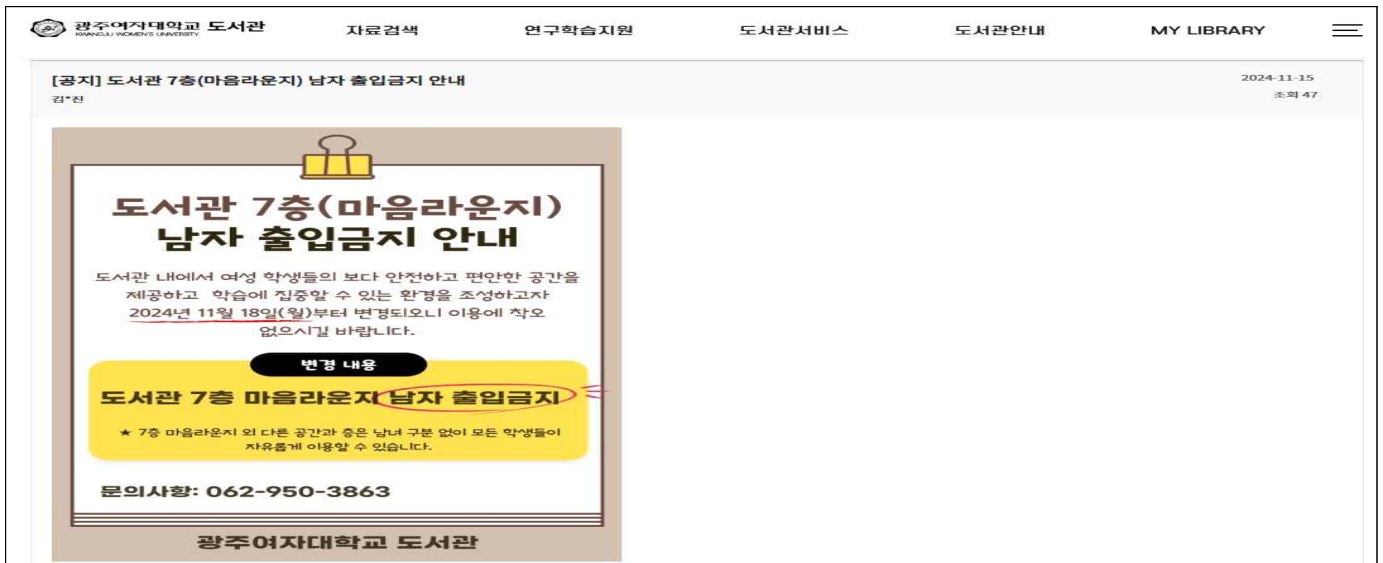 광주여자대학교 도서관
KWANGJU WOMEN'S UNIVERSITY
자료검색
연구학습지원
도서관서비스
도서관안내
MY LIBRARY
[공지] 도서관 7층(마음라운지) 남자 출입금지 안내
2024-11-15
김*진
조회 47
도서관 7층(마음라운지)
남자 출입금지 안내
도서관 내에서 여성 학생들의 보다 안전하고 편안한 공간을
제공하고 학습에 집중할 수 있는 환경을 조성하고자
2024년 11월 18일(월)부터 변경되오니 이용에 착오
없으시길 바랍니다.
변경 내용
도서관 7층 마음라운지 남자 출입금지
★ 7층 마음라운지 외 다른 공간과 층은 남녀 구분 없이 모든 학생들이
자유롭게 이용할 수 있습니다.
문의사항: 062-950-3863
광주여자대학교 도서관